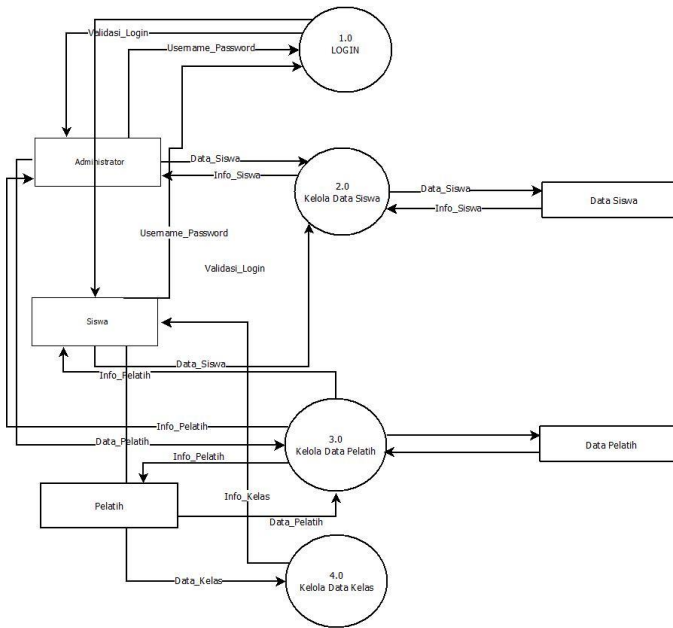 1.0
LOGIN
Validasi_Login
Username_Password
Administrator
Data_Siswa
Info_Siswa
2.0
Kelola Data Siswa
Data_Siswa
Info_Siswa
Data Siswa
Username_Password
Validasi_Login
Siswa
Data_Siswa
Info_Pelatih
Info_Pelatih
Data_Pelatih
Info_Pelatih
3.0
Kelola Data Pelatih
Data Pelatih
Pelatih
Info_Kelas
Data_Pelatih
Data_Kelas
4.0
Kelola Data Kelas